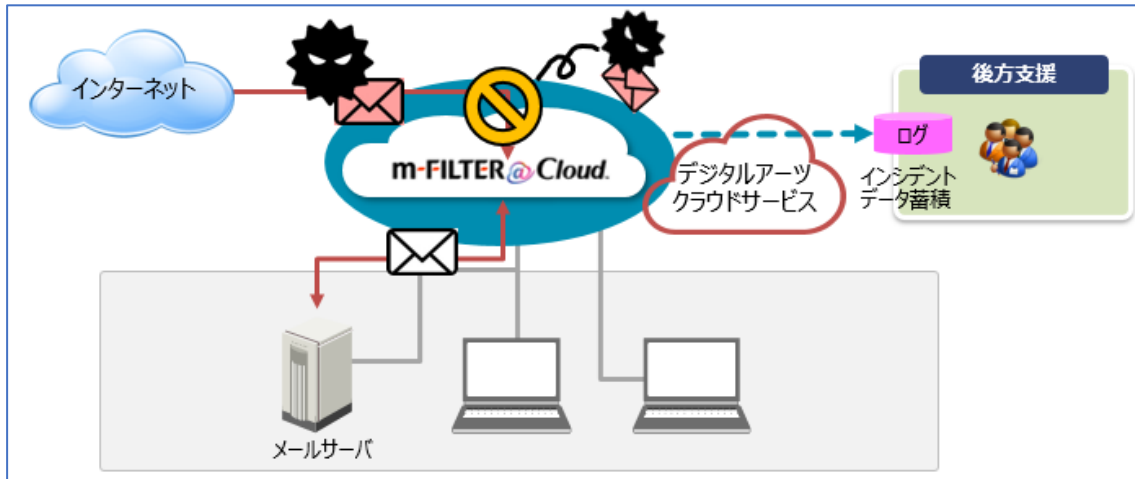 インターネット
m-FILTER@Cloud.
デジタルアーツ
クラウドサービス
後方支援
ログ
インシデント
データ蓄積
メールサーバ